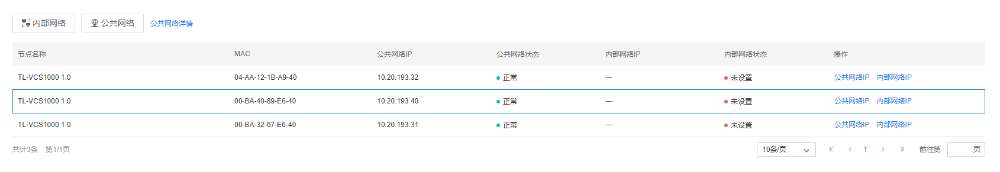 内部网络 公共网络 公共网络详情
节点名称 MAC 公共网络IP 公共网络状态 内部网络IP 内部网络状态 操作
TL-VCS1000 1.0 04-AA-12-1B-A9-40 10.20.193.32 正常 --- 未设置 公共网络IP 内部网络IP
TL-VCS1000 1.0 00-BA-40-89-E6-40 10.20.193.40 正常 --- 未设置 公共网络IP 内部网络IP
TL-VCS1000 1.0 00-BA-32-67-E6-40 10.20.193.31 正常 --- 未设置 公共网络IP 内部网络IP
共计3条 第1/1页 10条/页 1 前往第 页